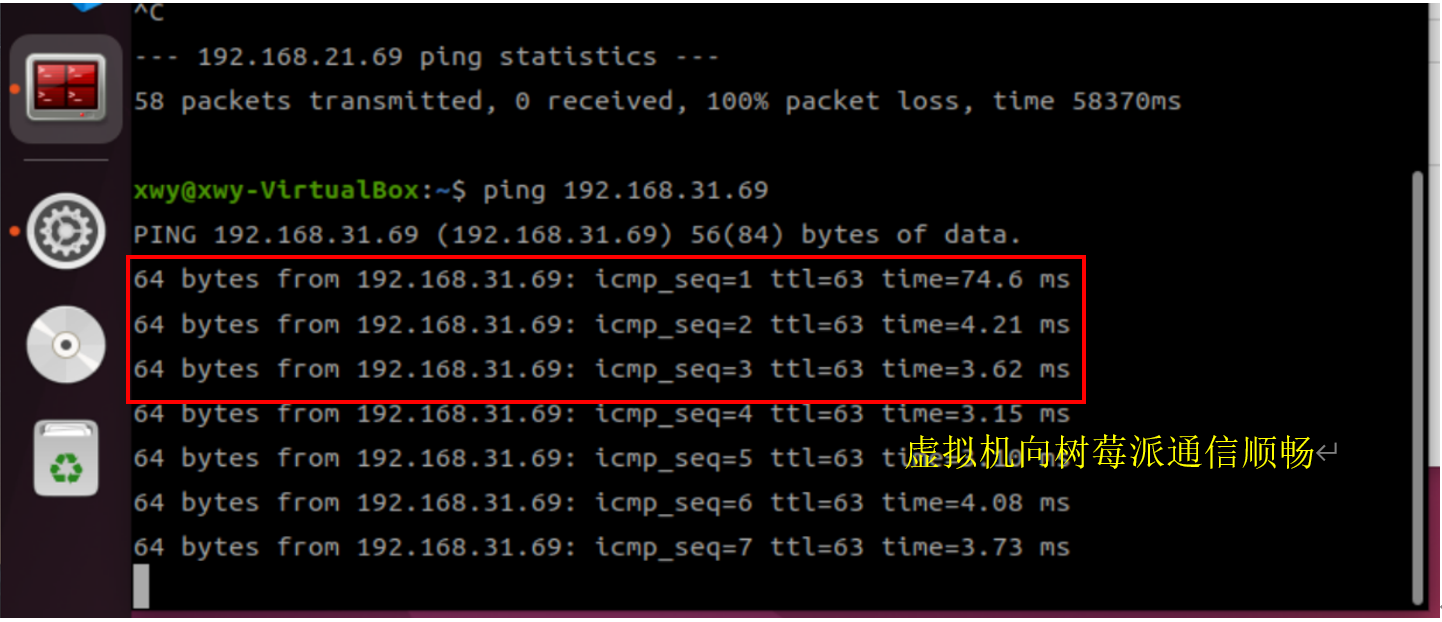 ^C
--- 192.168.21.69 ping statistics ---
58 packets transmitted, 0 received, 100% packet loss, time 58370ms
xwy@xwy-VirtualBox:~$ ping 192.168.31.69
PING 192.168.31.69 (192.168.31.69) 56(84) bytes of data.
64 bytes from 192.168.31.69: icmp_seq=1 ttl=63 time=74.6 ms
64 bytes from 192.168.31.69: icmp_seq=2 ttl=63 time=4.21 ms
64 bytes from 192.168.31.69: icmp_seq=3 ttl=63 time=3.62 ms
64 bytes from 192.168.31.69: icmp_seq=4 ttl=63 time=3.15 ms
虚拟机向树莓派通信顺畅
64 bytes from 192.168.31.69: icmp_seq=5
64 bytes from 192.168.31.69: icmp_seq=6 ttl=63 time=4.08 ms
64 bytes from 192.168.31.69: icmp_seq=7 ttl=63 time=3.73 ms